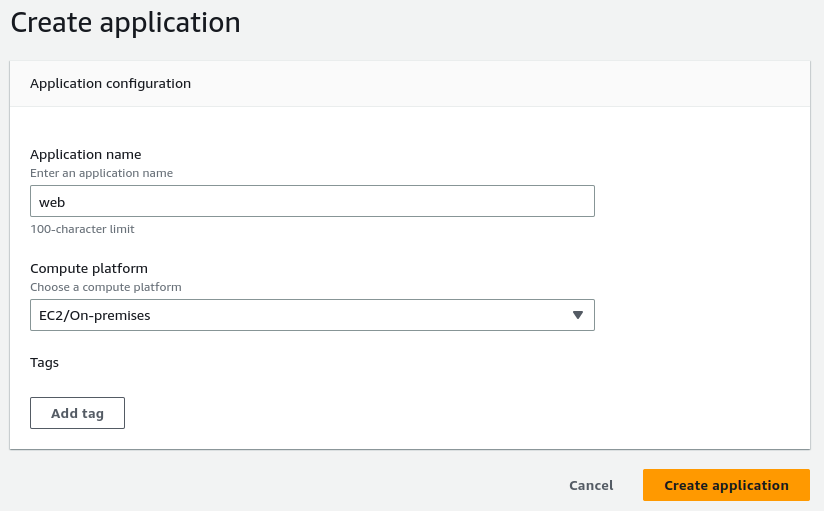 Create application
Application configuration
Application name
Enter an application name
web
100-character limit
Compute platform
Choose a compute platform
EC2/On-premises
Tags
Add tag
Cancel
Create application